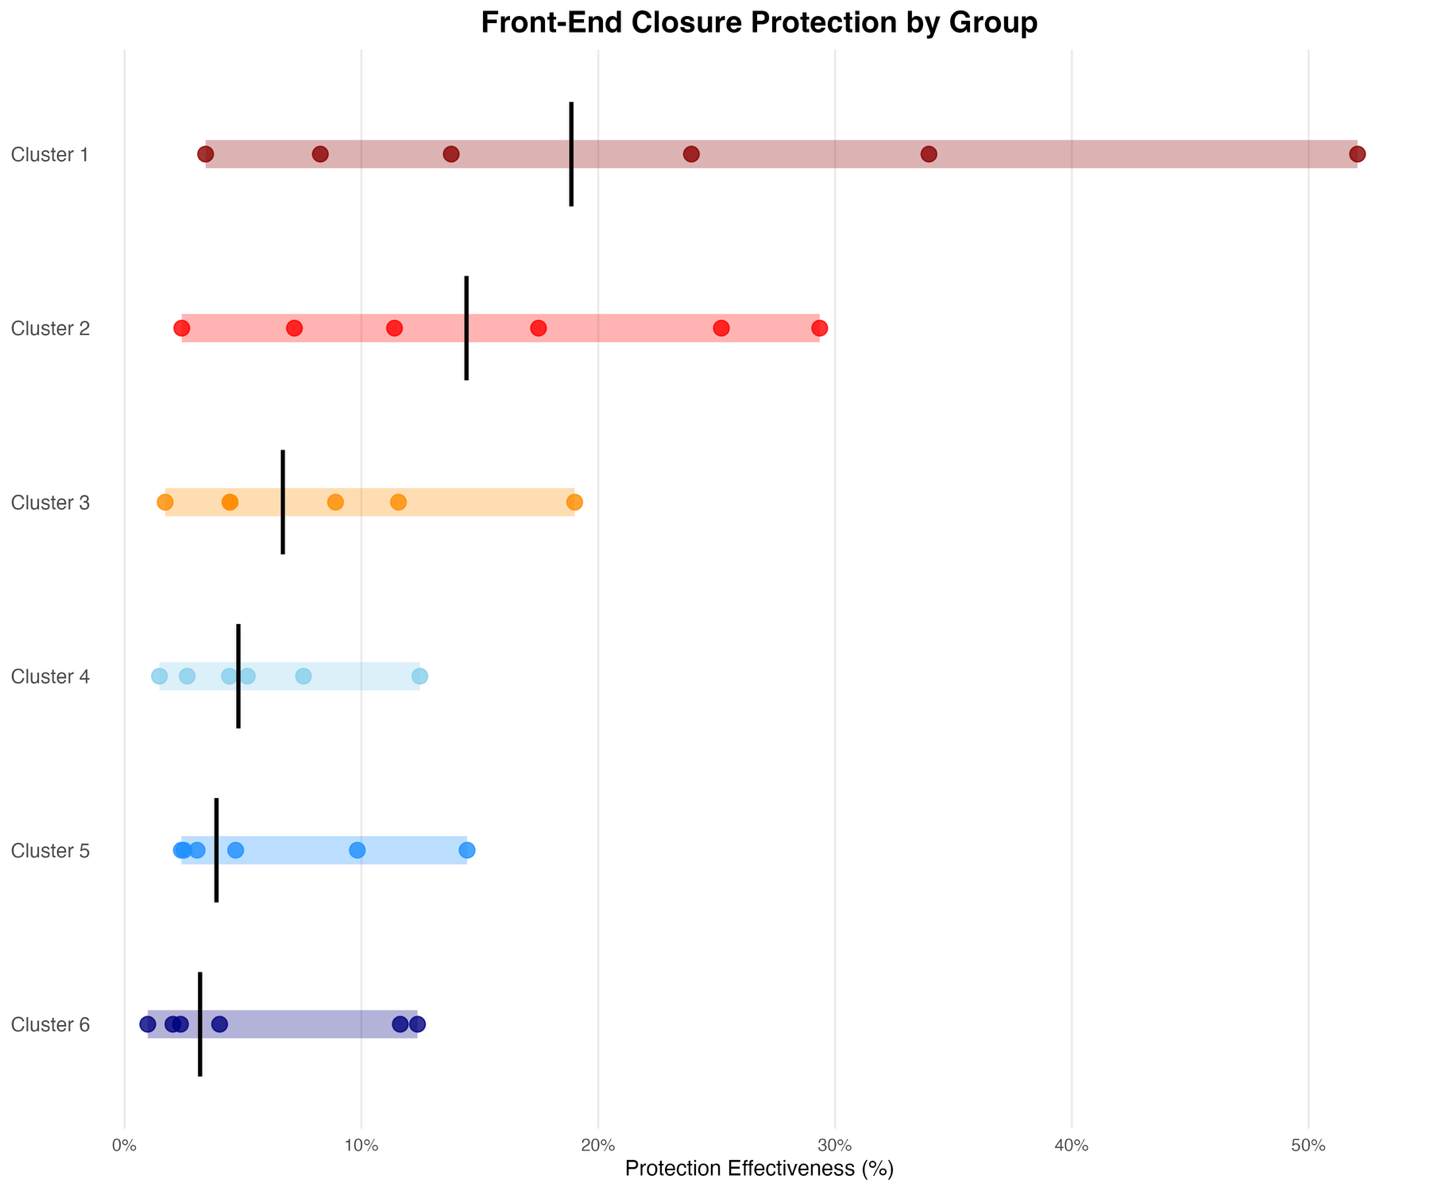 Front-End Closure Protection by Group
Cluster 1
Cluster 2
Cluster 3
Cluster 4
Cluster 5
Cluster 6
0% 10% 20% 30% 40% 50%
Protection Effectiveness (%)